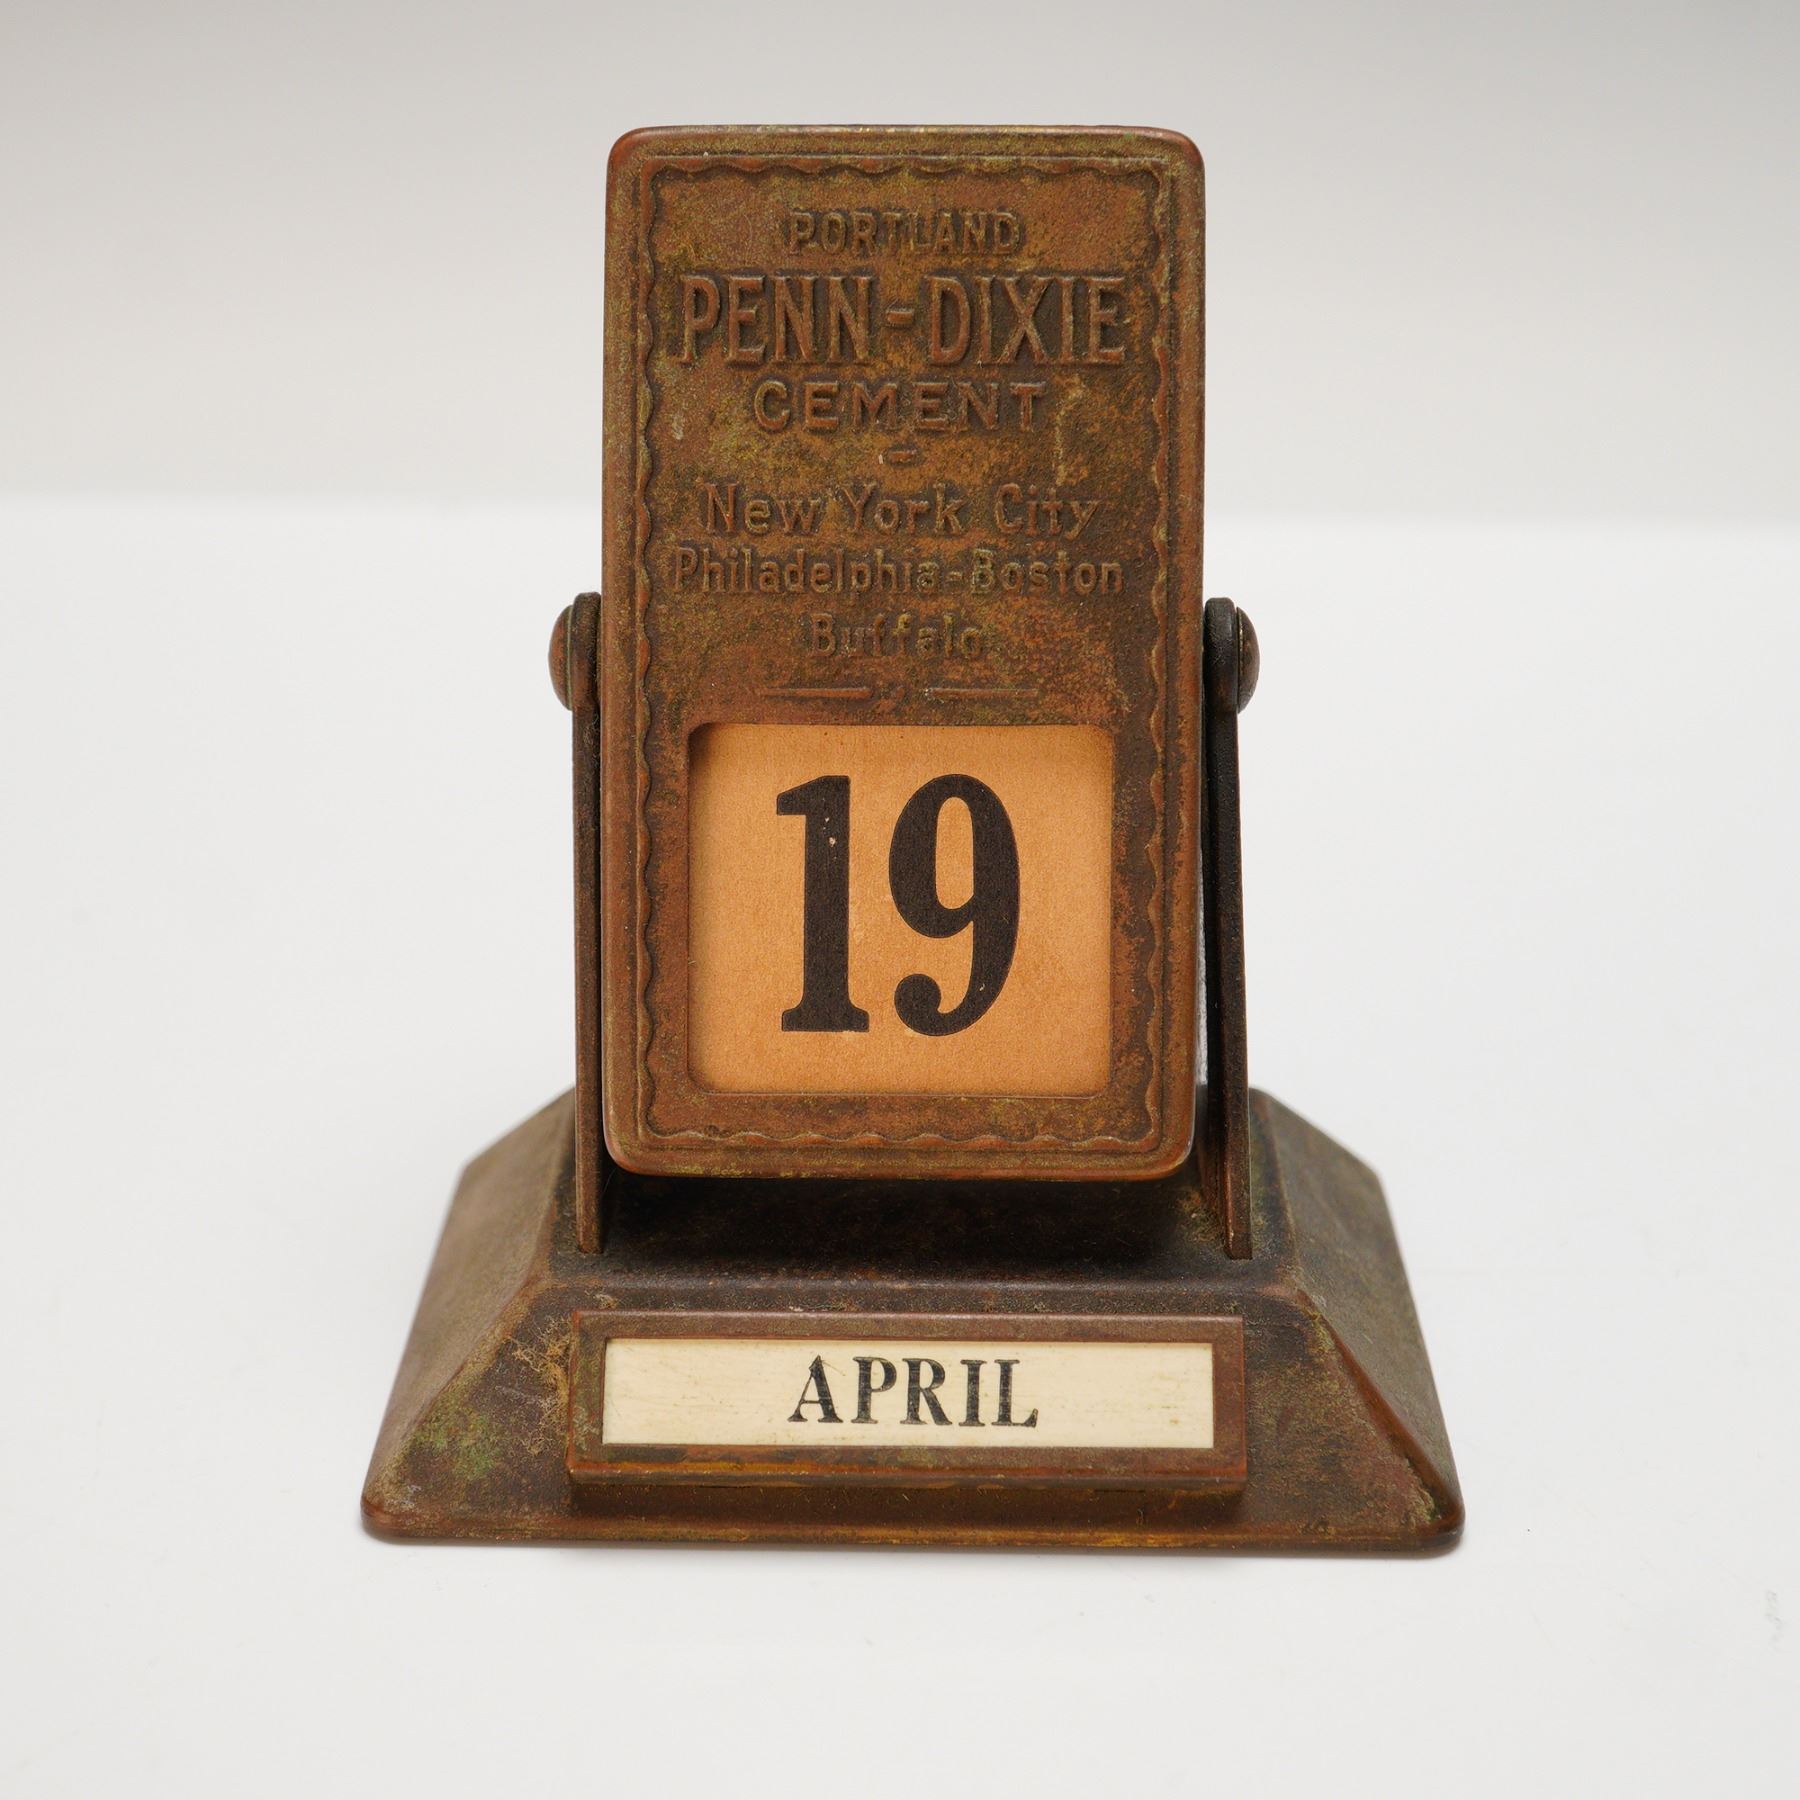 PORTLAND
PENN-DIXIE
CEMENT
New York City
Philadelphia-Boston
Buffalo
19
APRIL